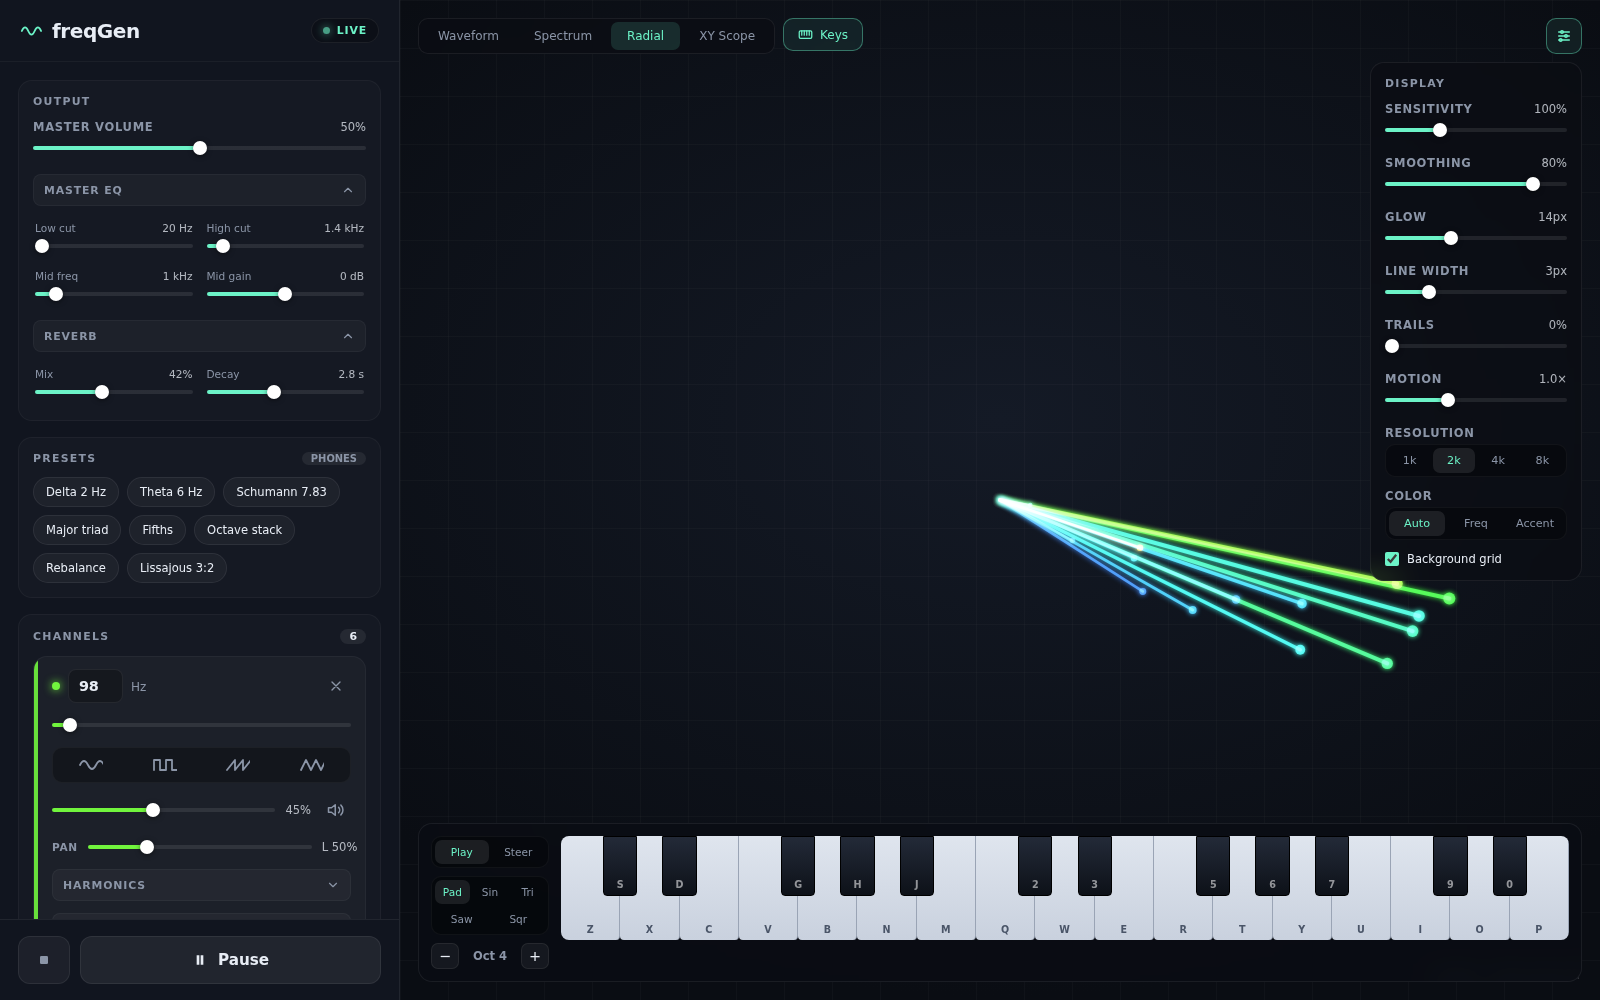 freqGen
LIVE
OUTPUT
MASTER VOLUME 50%
MASTER EQ
Low cut 20 Hz High cut 1.4 kHz
Mid freq 1 kHz Mid gain 0 dB
REVERB
Mix 42% Decay 2.8 s
PRESETS PHONES
Delta 2 Hz Theta 6 Hz Schumann 7.83
Major triad Fifths Octave stack
Rebalance Lissajous 3:2
CHANNELS 6
98 Hz
45%
PAN L 50%
HARMONICS
Pause
Waveform Spectrum Radial XY Scope Keys
DISPLAY
SENSITIVITY 100%
SMOOTHING 80%
GLOW 14px
LINE WIDTH 3px
TRAILS 0%
MOTION 1.0×
RESOLUTION
1k 2k 4k 8k
COLOR
Auto Freq Accent
Background grid
Play Steer
Pad Sin Tri
Saw Sqr
− Oct 4 +
S D G H J 2 3 5 6 7 9 0
Z X C V B N M Q W E R T Y U I O P